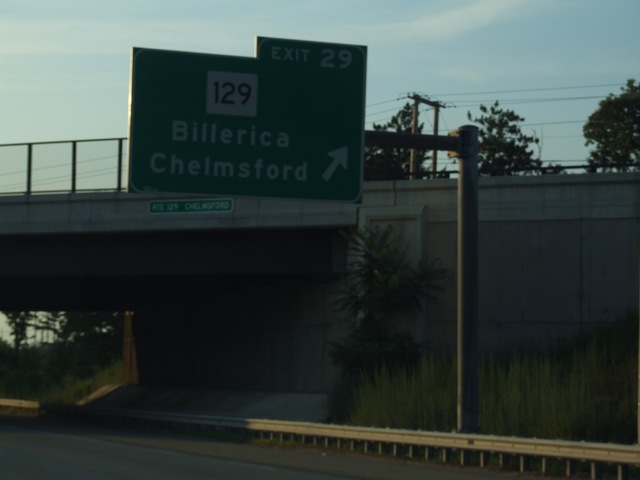 EXIT 29
129
Billerica
Chelmsford
RTE 129 CHELMSFORD